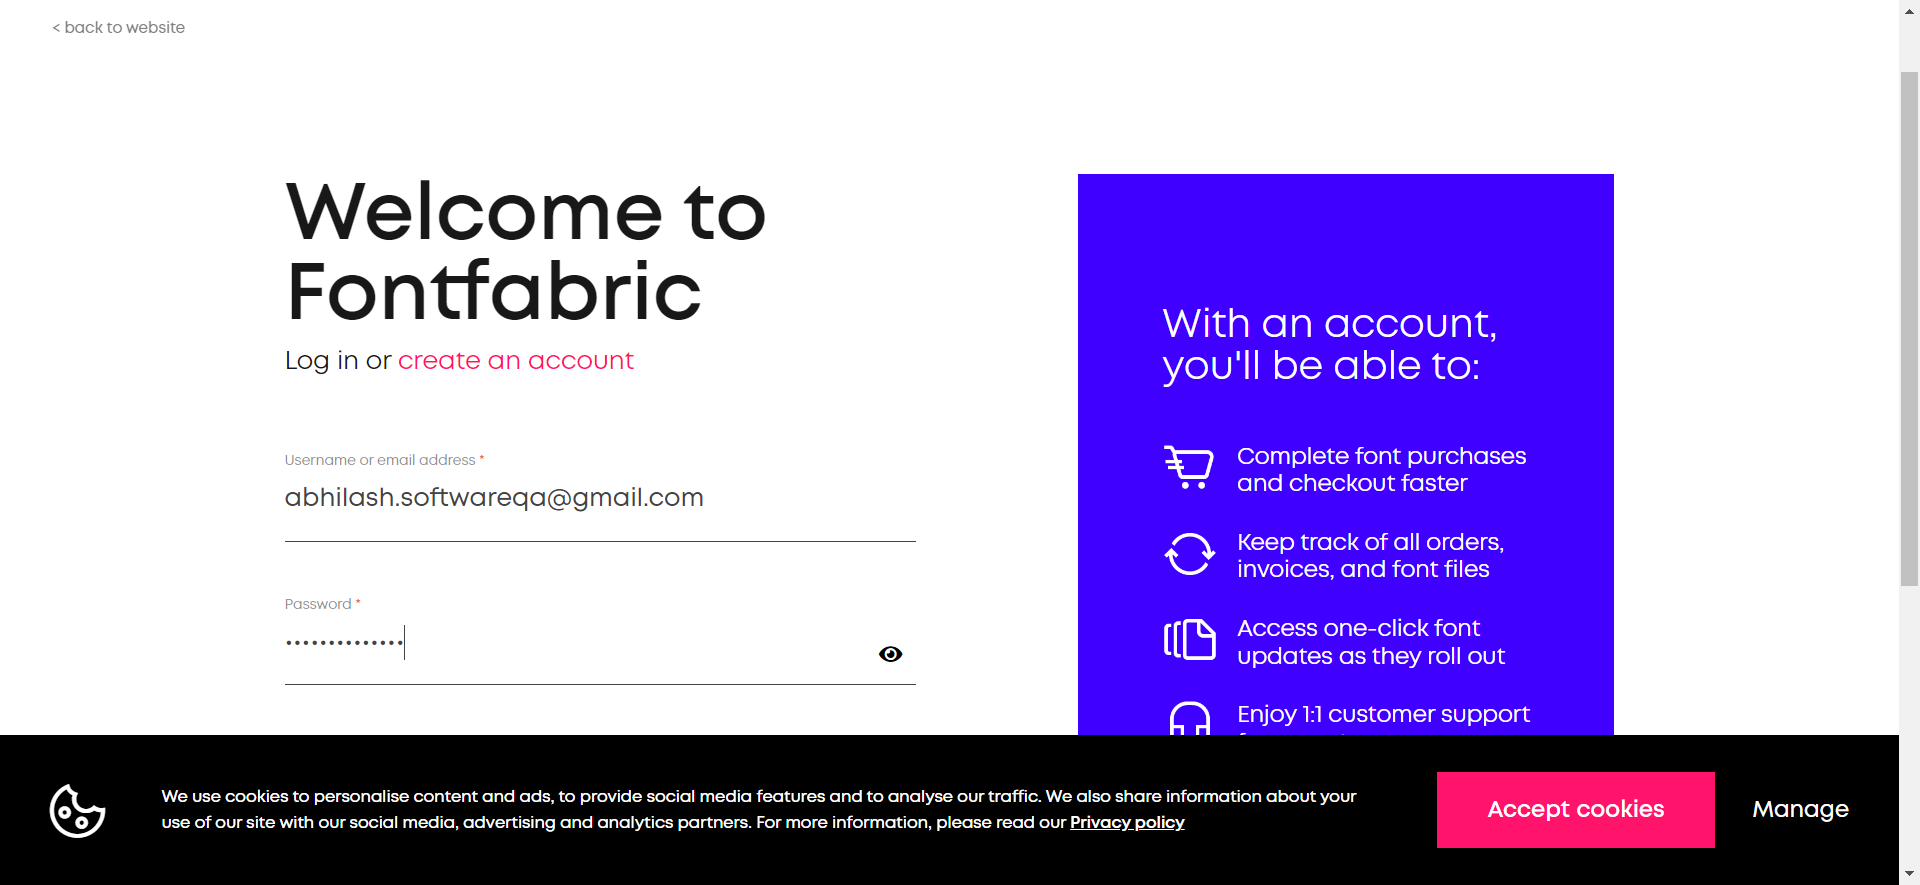 < back to website
Welcome to
Fontfabric
Log in or create an account
Username or email address *
abhilash.softwareqa@gmail.com
Password *
••••••••••••••
With an account,
you'll be able to:
Complete font purchases
and checkout faster
Keep track of all orders,
invoices, and font files
Access one-click font
updates as they roll out
Enjoy 1:1 customer support
We use cookies to personalise content and ads, to provide social media features and to analyse our traffic. We also share information about your
use of our site with our social media, advertising and analytics partners. For more information, please read our Privacy policy
Accept cookies
Manage